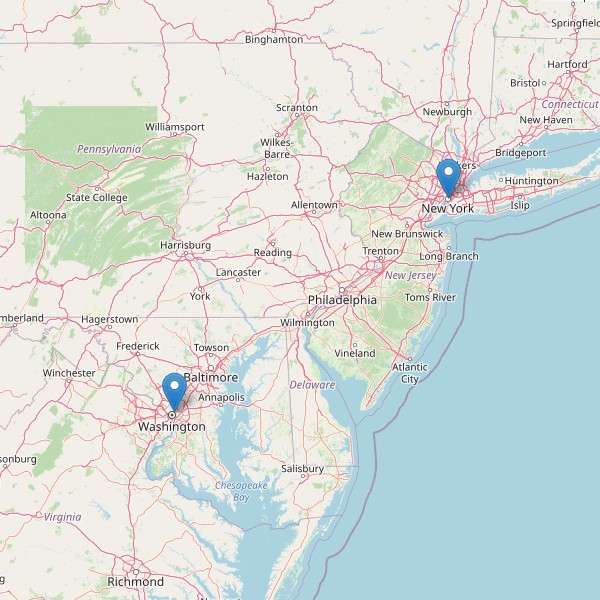 Springfield
Binghamton
Hartford
Bristol
Connecticut
Scranton
Newburgh
New Haven
Williamsport
Wilkes-
Barre
Pennsylvania
Bridgeport
Hazleton
Huntington
State College
Allentown
Islip
New York
Altoona
New Brunswick
Harrisburg
Reading
Trenton
Long Branch
Lancaster
New Jersey
York
Philadelphia
Toms River
mberland
Hagerstown
Wilmington
Frederick
Towson
Vineland
Atlantic
City
Winchester
Baltimore
Delaware
Annapolis
Washington
sonburg
Salisbury
Chesapeake
Bay
Virginia
Richmond